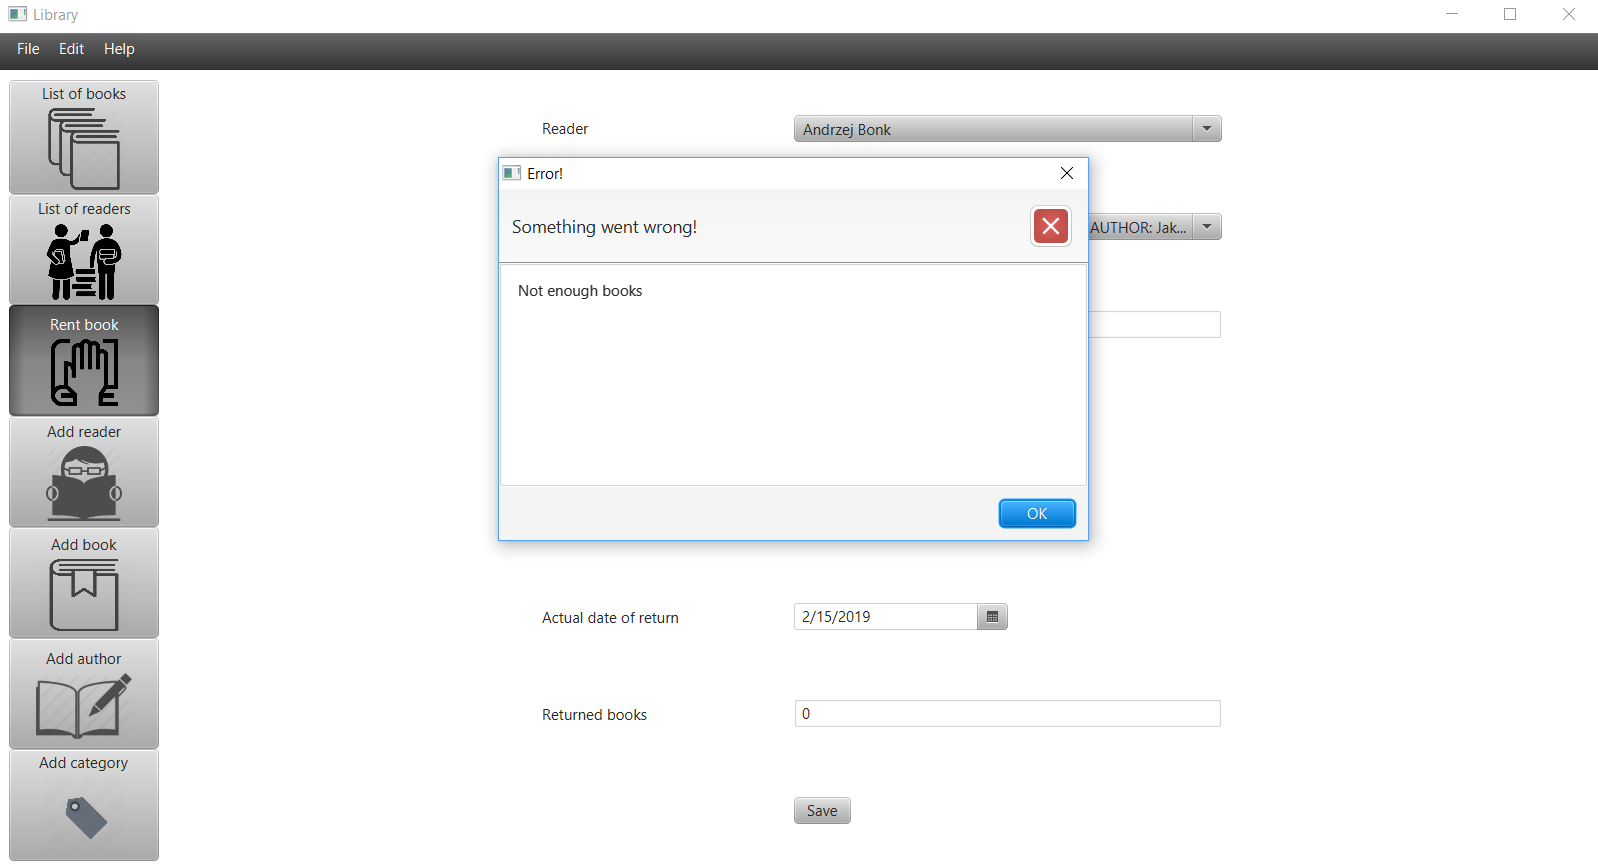 Library
File Edit Help
List of books
List of readers
Rent book
Add reader
Add book
Add author
Add category
Reader
Andrzej Bonk
AUTHOR: Jak...
Error!
Something went wrong!
Not enough books
OK
Actual date of return
2/15/2019
Returned books
0
Save